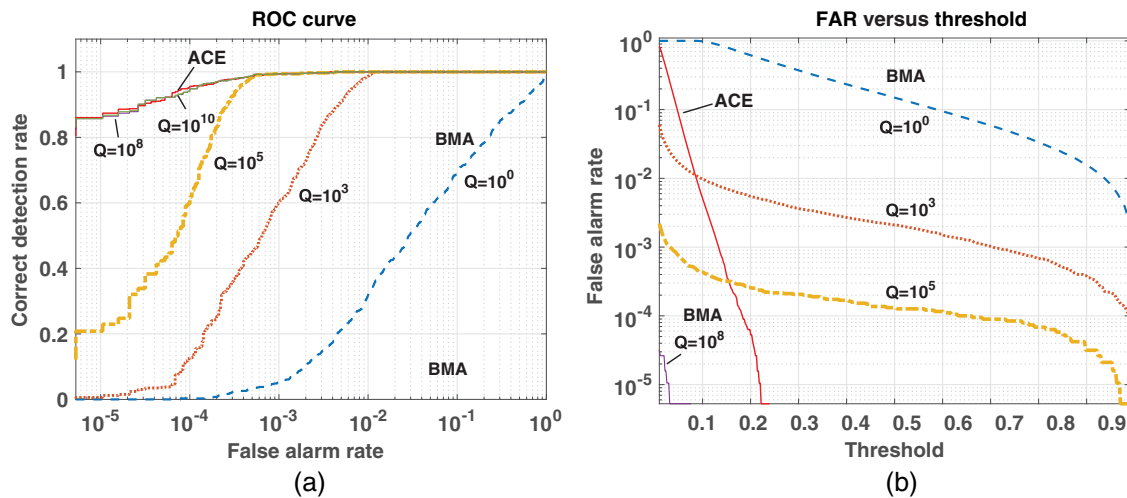 ROC curve
ACE
Q=10^10
Q=10^8
Q=10^5
Q=10^3
BMA
Q=10^0
BMA
Correct detection rate
1
0.8
0.6
0.4
0.2
0
10^-5 10^-4 10^-3 10^-2 10^-1 10^0
False alarm rate
(a)
FAR versus threshold
BMA
ACE
Q=10^0
Q=10^3
Q=10^5
BMA
Q=10^8
False alarm rate
10^0
10^-1
10^-2
10^-3
10^-4
10^-5
0.1 0.2 0.3 0.4 0.5 0.6 0.7 0.8 0.9
Threshold
(b)